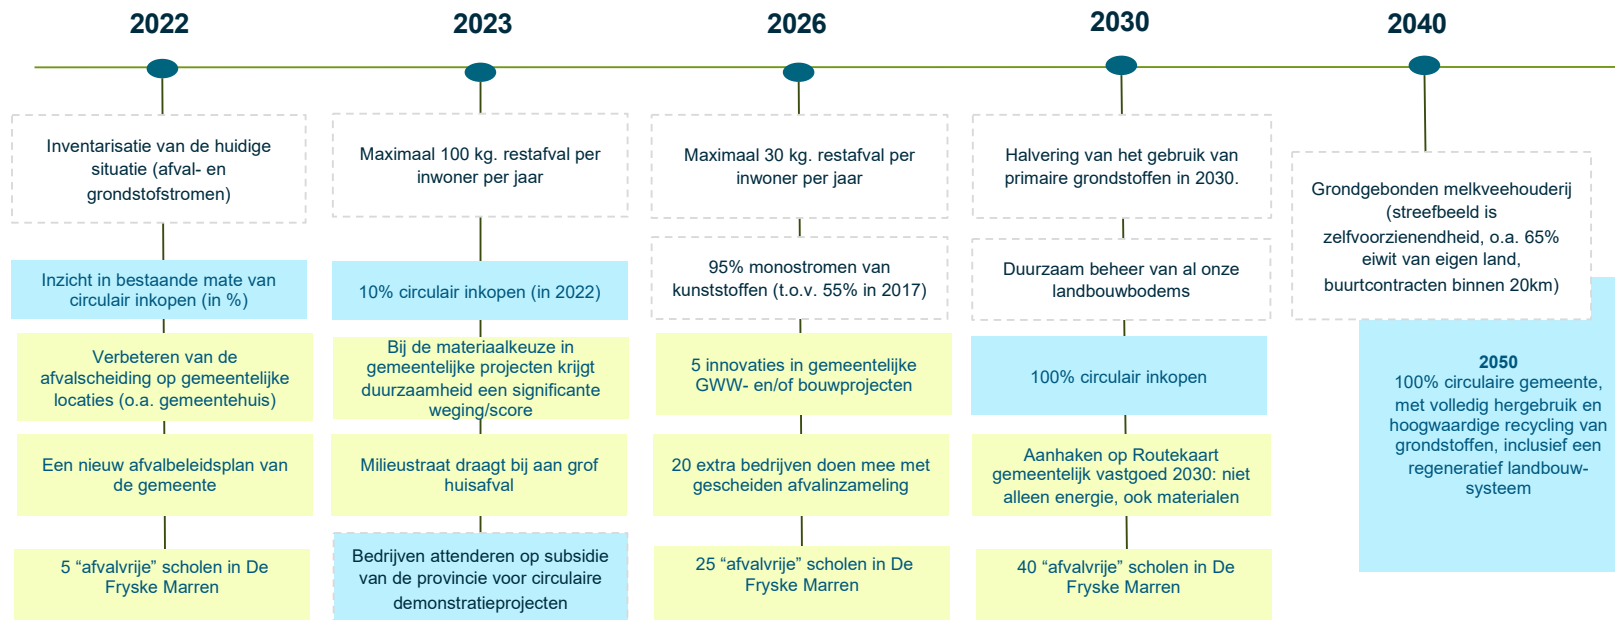 2022
Inventarisatie van de huidige
situatie (afval- en
grondstofstromen)
Inzicht in bestaande mate van
circulair inkopen (in %)
Verbeteren van de
afvalscheiding op gemeentelijke
locaties (o.a. gemeentehuis)
Een nieuw afvalbeleidsplan van
de gemeente
5 “afvalvrije” scholen in De
Fryske Marren
2023
Maximaal 100 kg. restafval per
inwoner per jaar
10% circulair inkopen (in 2022)
Bij de materiaalkeuze in
gemeentelijke projecten krijgt
duurzaamheid een significante
weging/score
Milieustraat draagt bij aan grof
huisafval
Bedrijven attenderen op subsidie
van de provincie voor circulaire
demonstratieprojecten
2026
Maximaal 30 kg. restafval per
inwoner per jaar
95% monostromen van
kunststoffen (t.o.v. 55% in 2017)
5 innovaties in gemeentelijke
GWW- en/of bouwprojecten
20 extra bedrijven doen mee met
gescheiden afvalinzameling
25 “afvalvrije” scholen in De
Fryske Marren
2030
Halvering van het gebruik van
primaire grondstoffen in 2030.
Duurzaam beheer van al onze
landbouwbodems
100% circulair inkopen
Aanhaken op Routekaart
gemeentelijk vastgoed 2030: niet
alleen energie, ook materialen
40 “afvalvrije” scholen in De
Fryske Marren
2040
Grondgebonden melkveehouderij
(streefbeeld is
zelfvoorzienendheid, o.a. 65%
eiwit van eigen land,
buurtcontracten binnen 20km)
2050
100% circulaire gemeente,
met volledig hergebruik en
hoogwaardige recycling van
grondstoffen, inclusief een
regeneratief landbouw-
systeem